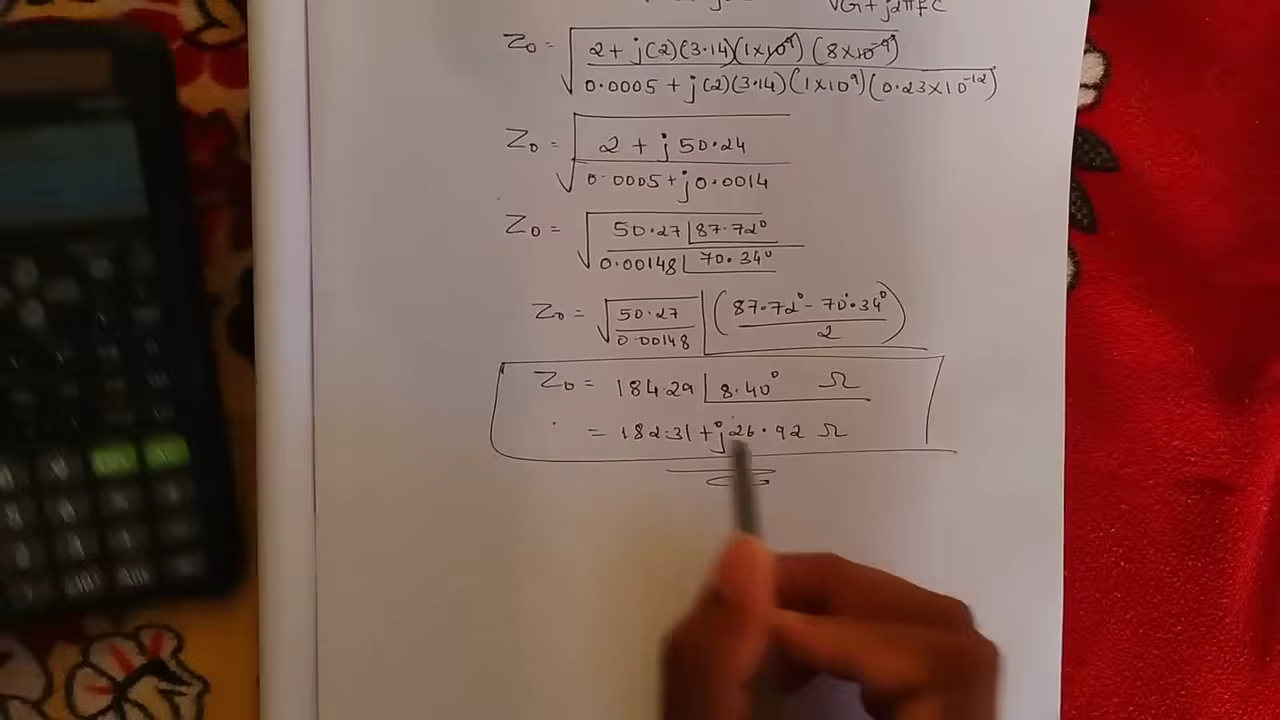 √G+j2πfC
Z₀ = √(2 + j(2)(3.14)(1×10⁹)(8×10⁻⁹) / 0.0005 + j(2)(3.14)(1×10⁹)(0.23×10⁻¹²))
Z₀ = √(2 + j50.24 / 0.0005 + j0.0014)
Z₀ = √(50.27∠87.72° / 0.00148∠70.34°)
Z₀ = √(50.27 / 0.00148) ∠(87.72° - 70.34° / 2)
Z₀ = 184.29∠8.40° Ω
= 182.31 + j26.92 Ω